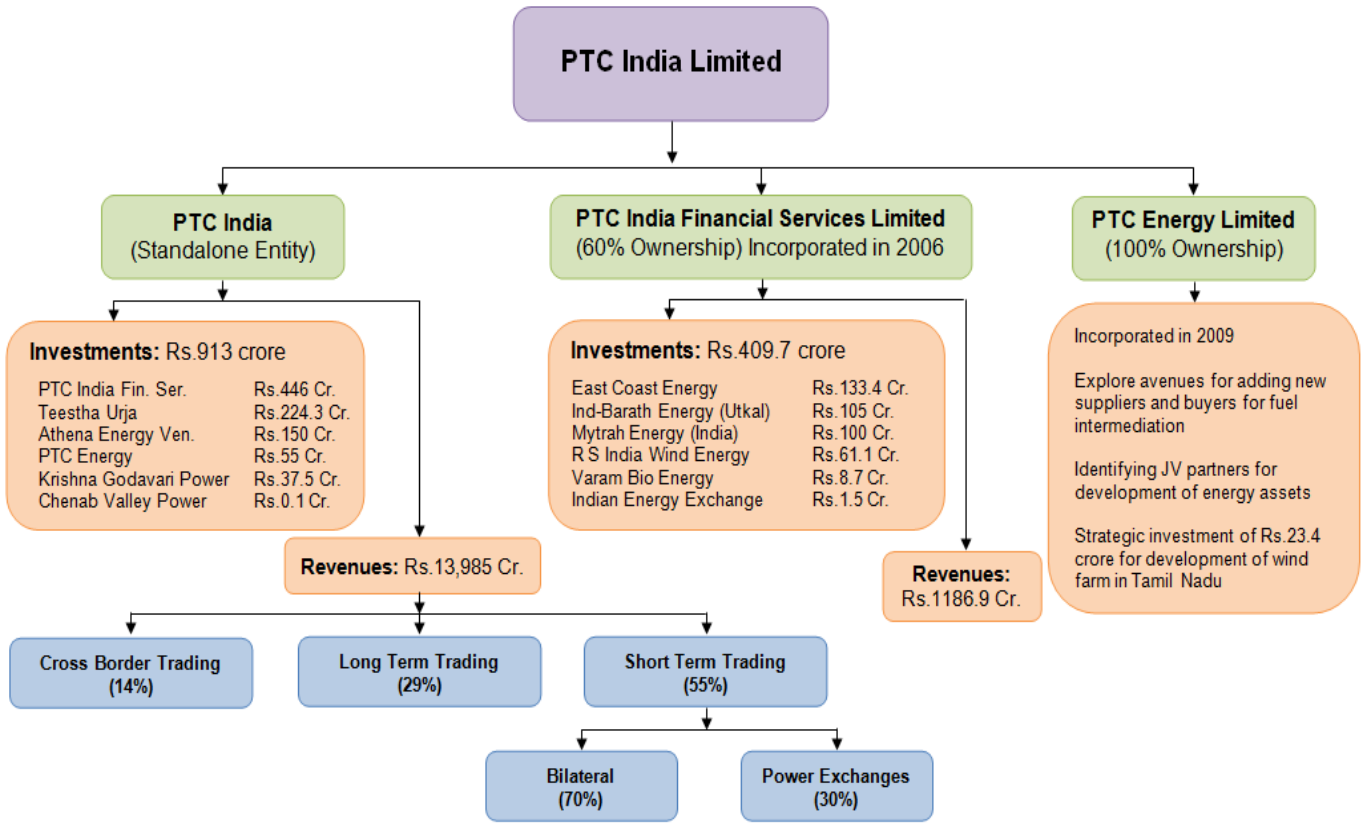 PTC India Limited
PTC India
(Standalone Entity)
PTC India Financial Services Limited
(60% Ownership) Incorporated in 2006
PTC Energy Limited
(100% Ownership)
Investments: Rs.913 crore
PTC India Fin. Ser. Rs.446 Cr.
Teestha Urja Rs.224.3 Cr.
Athena Energy Ven. Rs.150 Cr.
PTC Energy Rs.55 Cr.
Krishna Godavari Power Rs.37.5 Cr.
Chenab Valley Power Rs.0.1 Cr.
Investments: Rs.409.7 crore
East Coast Energy Rs.133.4 Cr.
Ind-Barath Energy (Utkal) Rs.105 Cr.
Mytrah Energy (India) Rs.100 Cr.
R S India Wind Energy Rs.61.1 Cr.
Varam Bio Energy Rs.8.7 Cr.
Indian Energy Exchange Rs.1.5 Cr.
Incorporated in 2009
Explore avenues for adding new
suppliers and buyers for fuel
intermediation
Identifying JV partners for
development of energy assets
Strategic investment of Rs.23.4
crore for development of wind
farm in Tamil Nadu
Revenues: Rs.13,985 Cr.
Revenues:
Rs.1186.9 Cr.
Cross Border Trading
(14%)
Long Term Trading
(29%)
Short Term Trading
(55%)
Bilateral
(70%)
Power Exchanges
(30%)